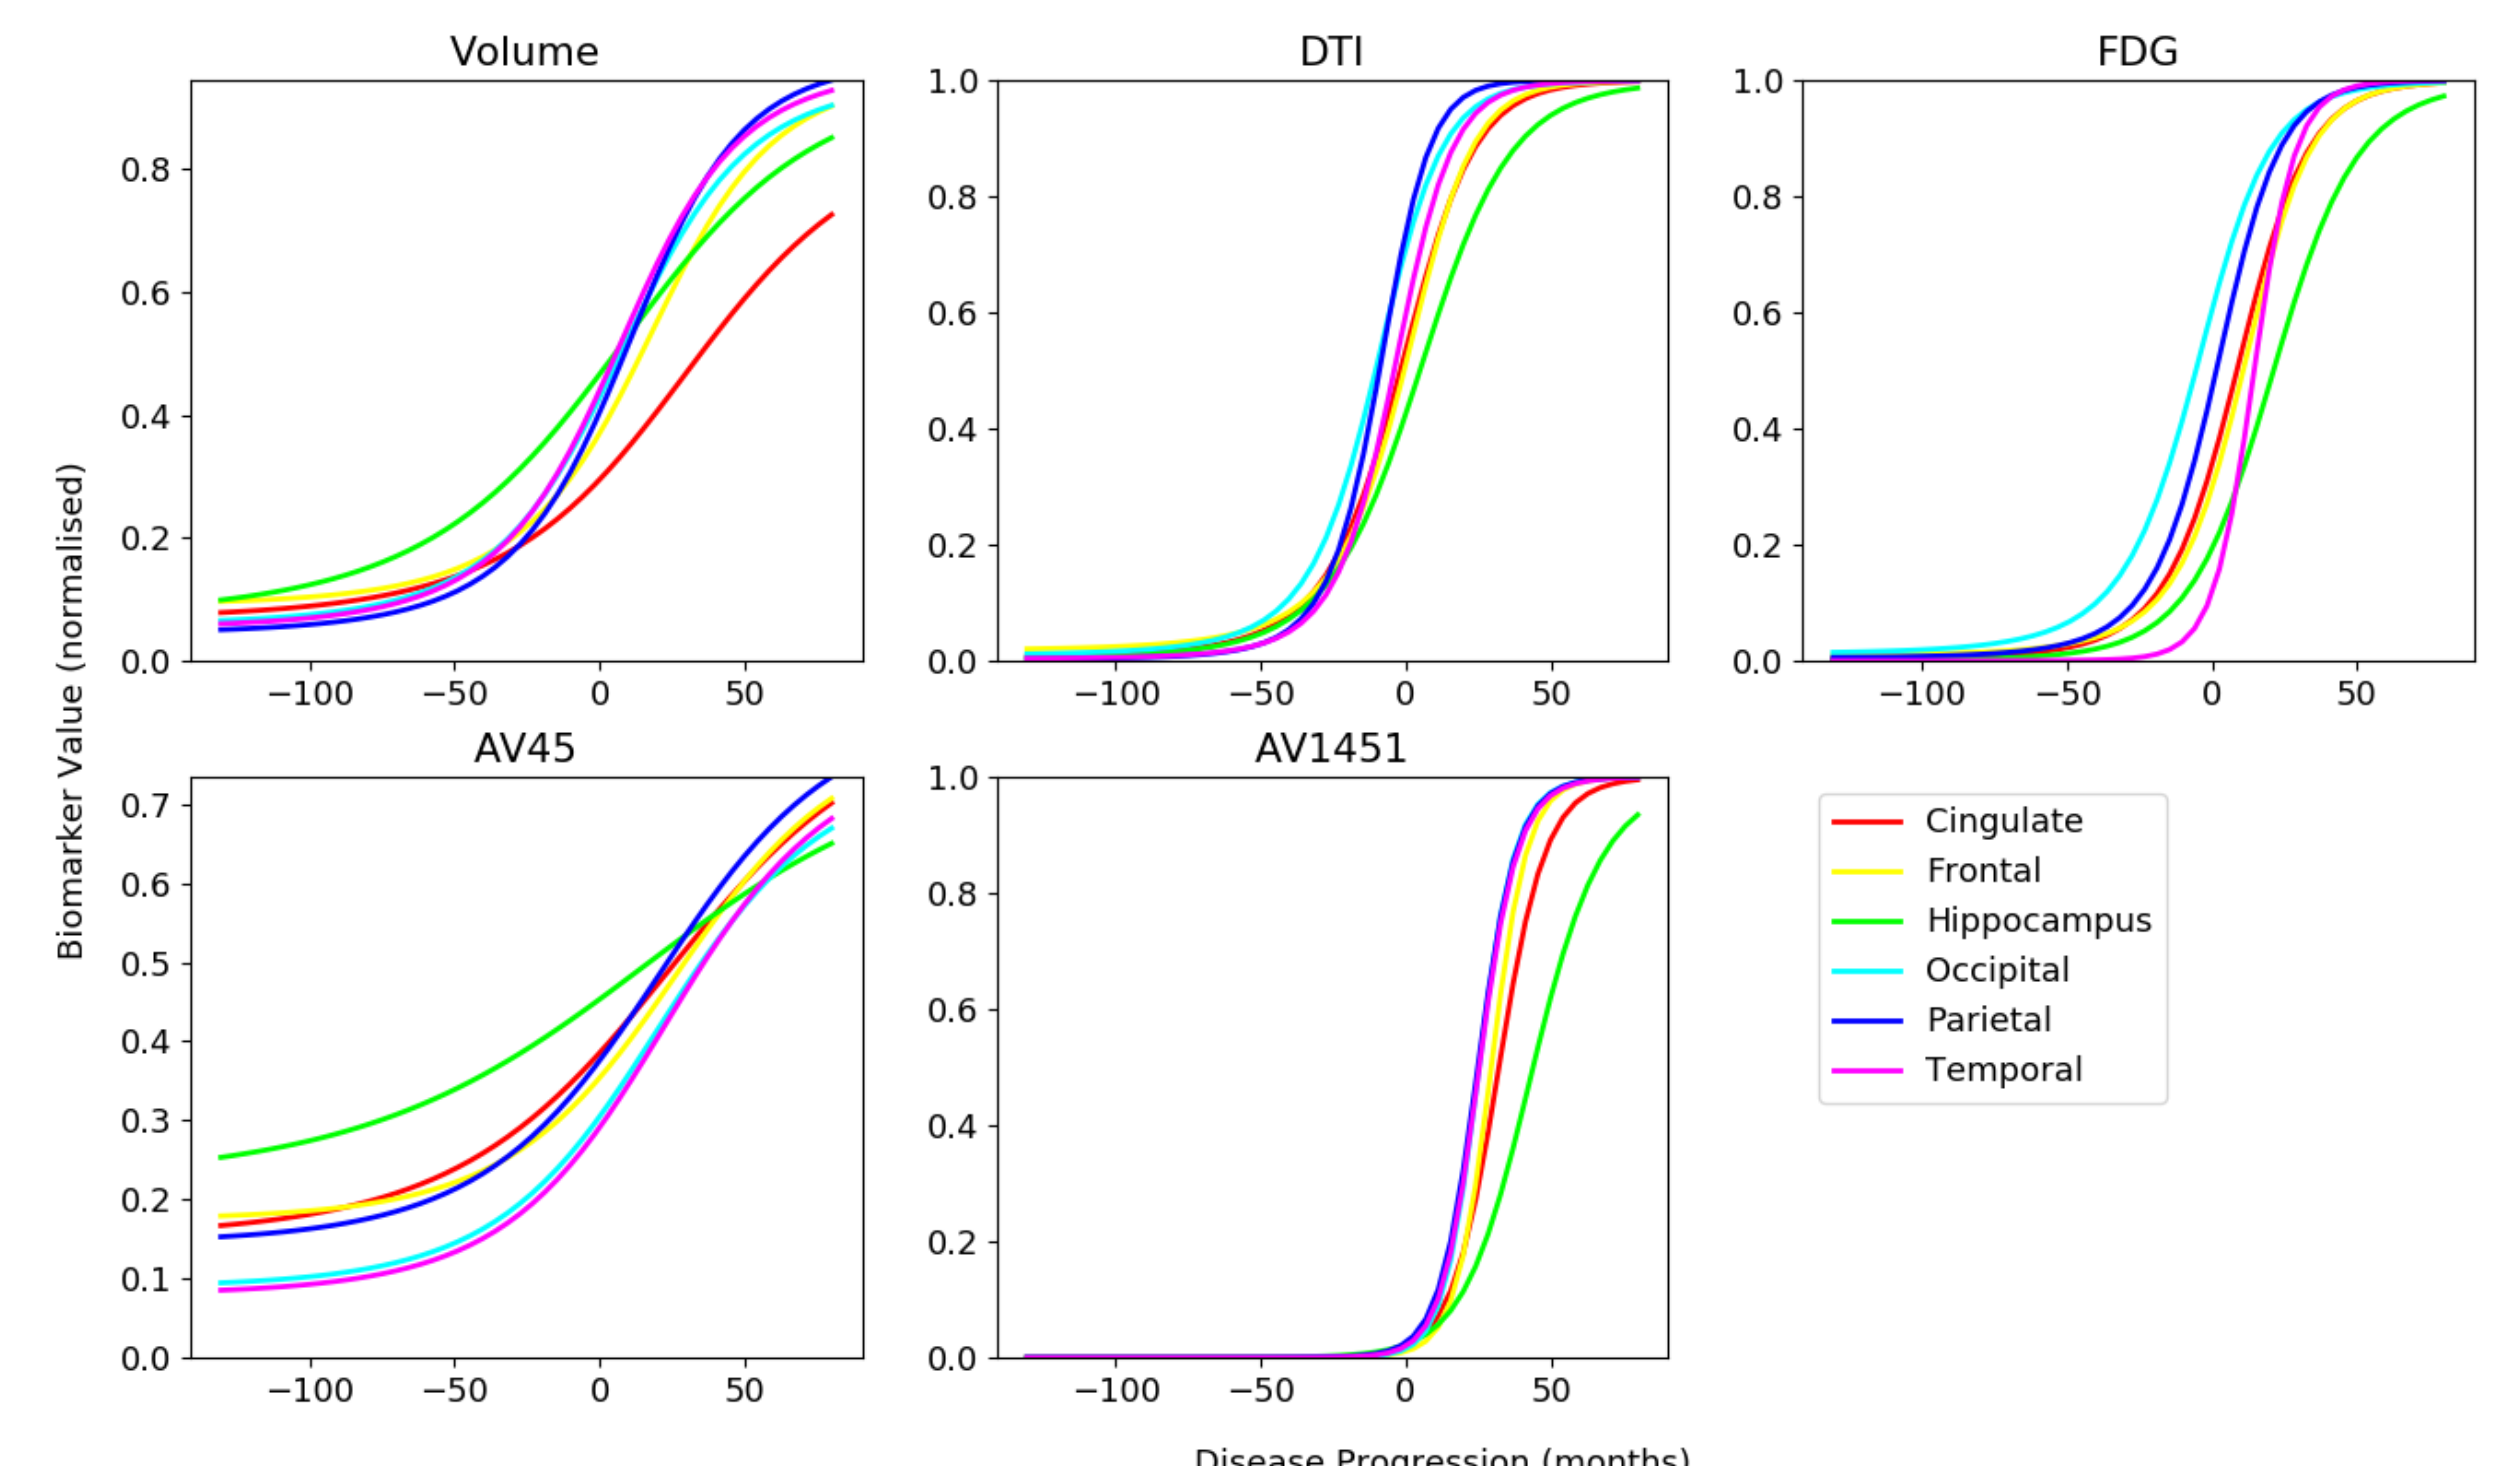 Volume
DTI
FDG
0.8
0.6
0.4
0.2
0.0
−100 −50 0 50
1.0
0.8
0.6
0.4
0.2
0.0
−100 −50 0 50
1.0
0.8
0.6
0.4
0.2
0.0
−100 −50 0 50
Biomarker Value (normalised)
AV45
AV1451
0.7
0.6
0.5
0.4
0.3
0.2
0.1
0.0
−100 −50 0 50
1.0
0.8
0.6
0.4
0.2
0.0
−100 −50 0 50
Cingulate
Frontal
Hippocampus
Occipital
Parietal
Temporal
Disease Progression (months)